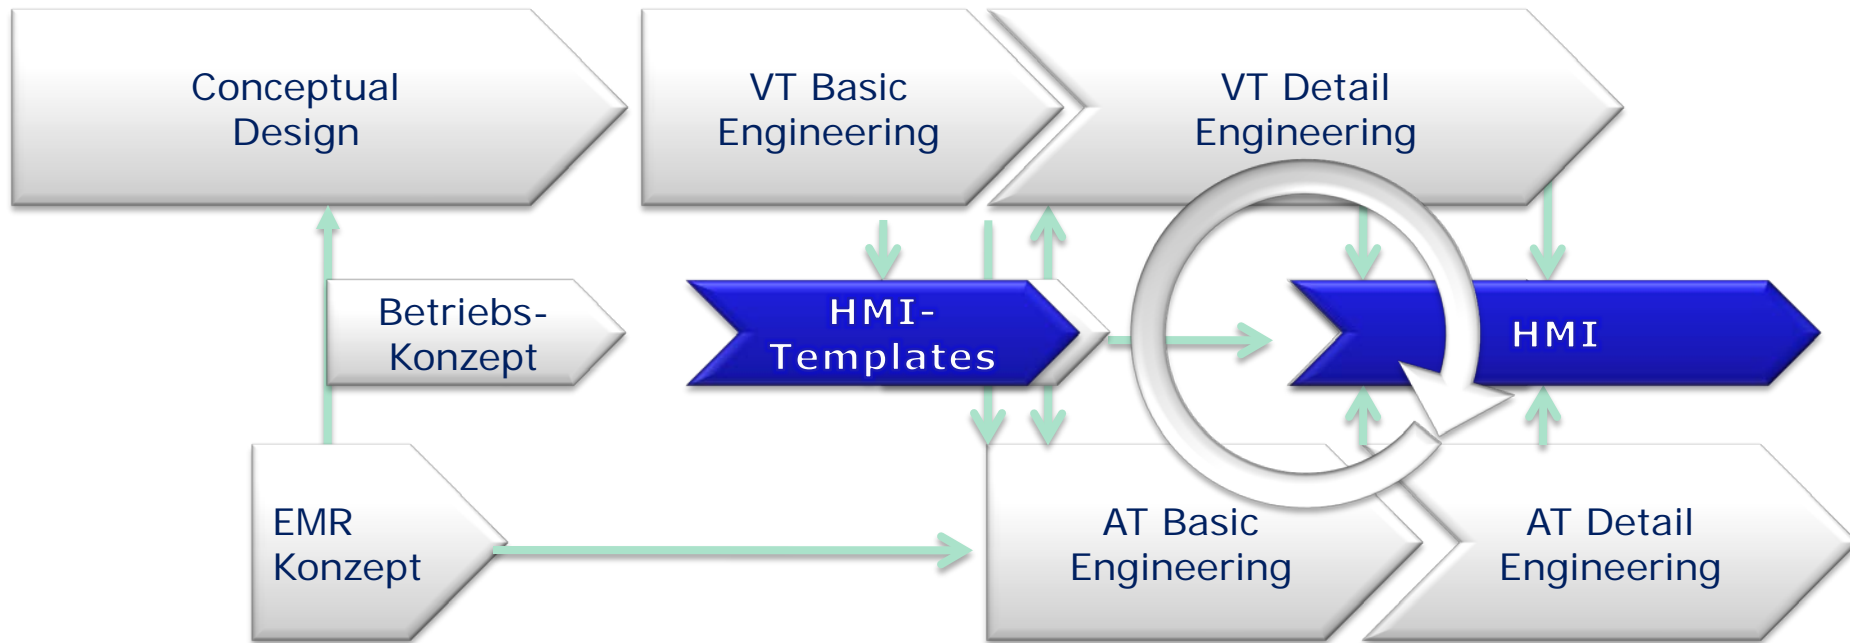 Conceptual
Design
VT Basic
Engineering
VT Detail
Engineering
Betriebs-
Konzept
HMI-
Templates
HMI
EMR
Konzept
AT Basic
Engineering
AT Detail
Engineering